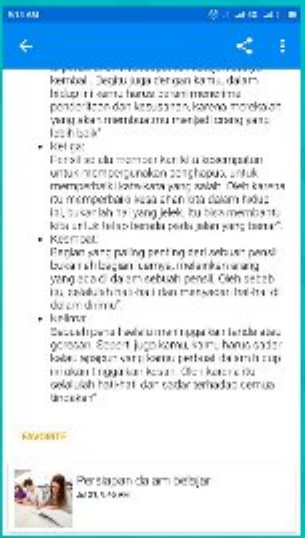 kembali. Begitu juga dengan kamu, dalam
hidup ini kamu harus berani menerima
penderitaan dan kesusahan, karena merekalah
yang akan membuatmu menjadi orang yang
lebih baik"
Ketiga:
Pensil selalu memberikan kita kesempatan
untuk mempergunakan penghapus, untuk
memperbaiki kata-kata yang salah. Oleh karena
itu memperbaiki kesalahan kita dalam hidup
ini, bukanlah hal yang jelek. Itu bisa membantu
kita untuk tetap berada pada jalan yang benar".
Keempat:
Bagian yang paling penting dari sebuah pensil
bukanlah bagian luarnya, melainkan arang
yang ada di dalam sebuah pensil. Oleh sebab
itu, selalulah hati-hati dan menyadari hal-hal di
dalam dirimu".
Kelima:
Sebuah pensil selalu meninggalkan tanda atau
goresan. Seperti juga kamu, kamu harus sadar
kalau apapun yang kamu perbuat dalam hidup
ini akan tinggalkan kesan. Oleh karena itu
selalulah hati-hati dan sadar terhadap semua
tindakan"
FAVORITE
Persiapan dalam belajar